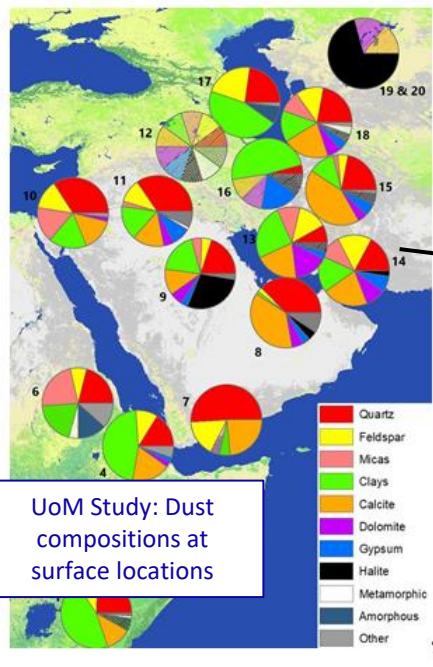 19 & 20
17
18
12
16
15
10
11
13
14
9
8
6
7
4
Quartz
Feldspar
Micas
Clays
Calcite
Dolomite
Gypsum
Halite
Metamorphic
Amorphous
Other
UoM Study: Dust
compositions at
surface locations